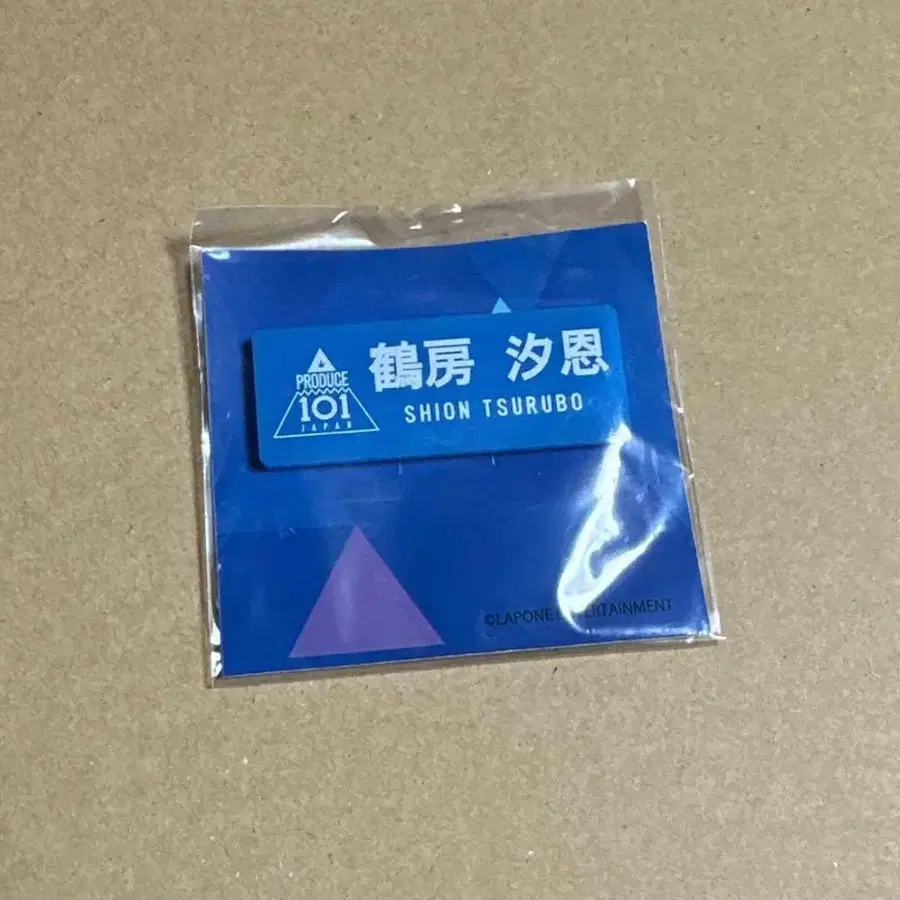 PRODUCE
101
JAPAN
鶴房 汐恩
SHION TSURUBO
©LAPONE ENTERTAINMENT